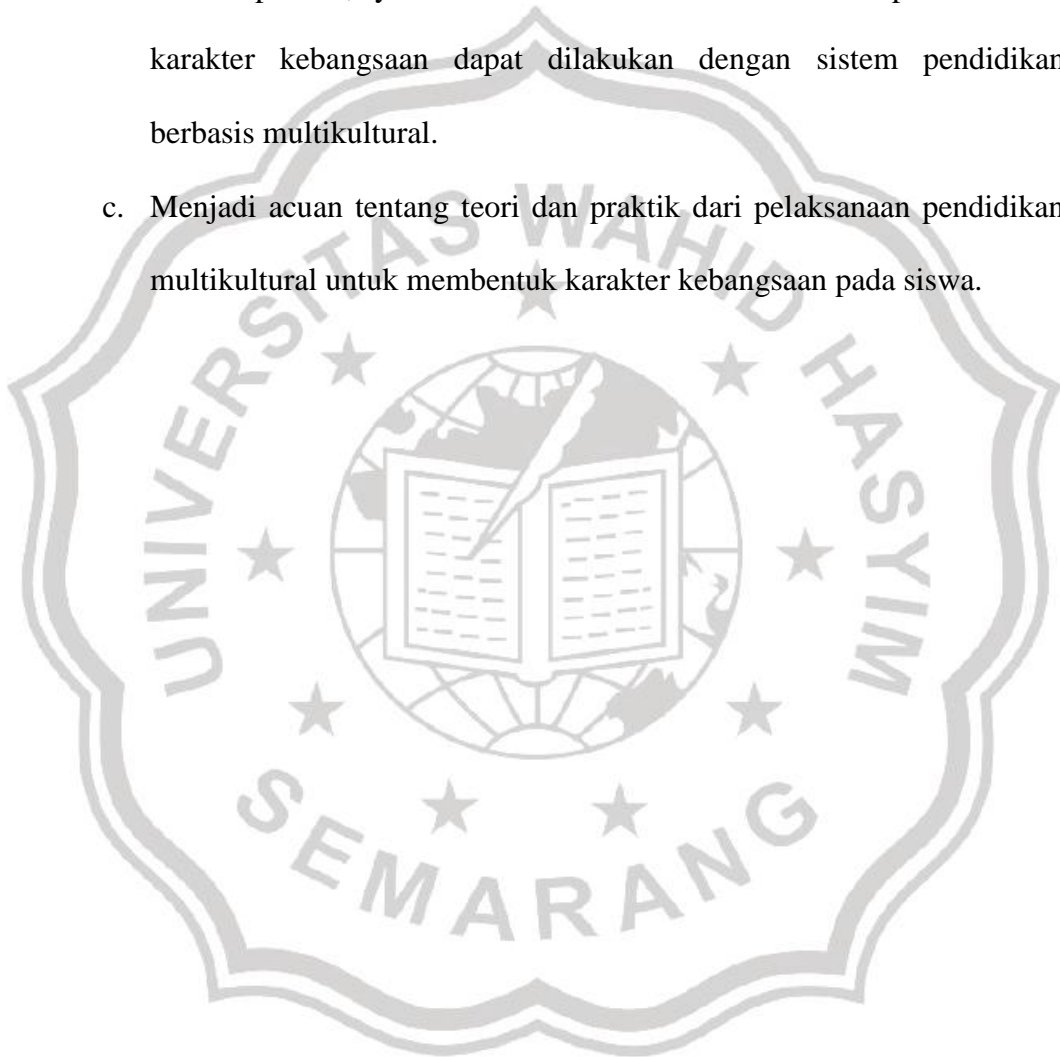 karakter kebangsaan dapat dilakukan dengan sistem pendidikan
berbasis multikultural.
c. Menjadi acuan tentang teori dan praktik dari pelaksanaan pendidikan
multikultural untuk membentuk karakter kebangsaan pada siswa.
UNIVERSITAS WAHID HASYIM
SEMARANG